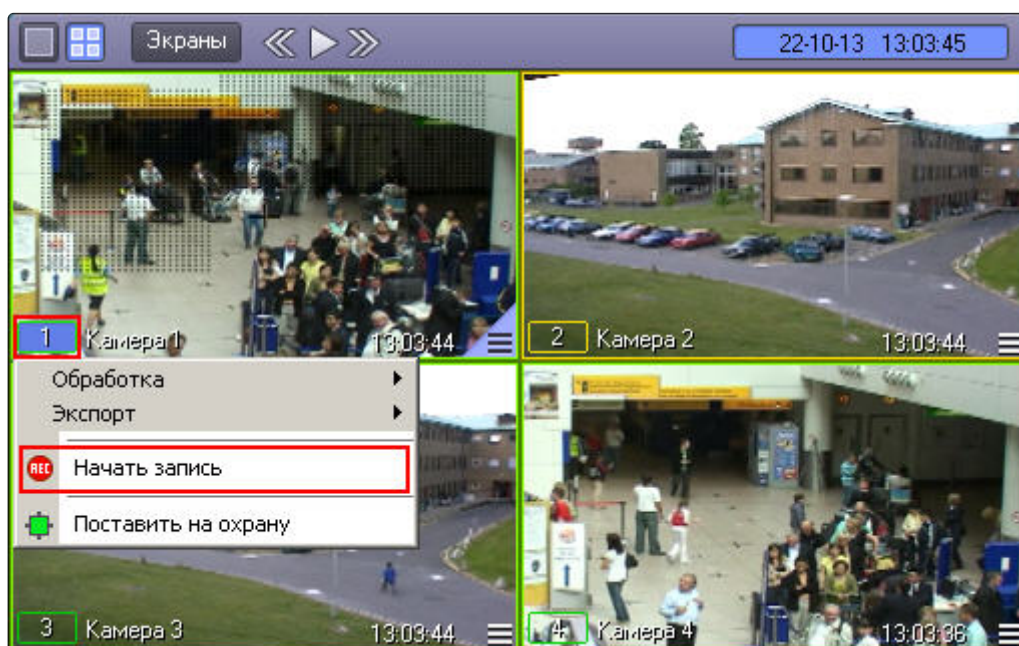 Экраны
22-10-13 13:03:45
1 Камера 1 13:03:44
2 Камера 2 13:03:44
Обработка
Экспорт
REC Начать запись
Поставить на охрану
3 Камера 3 13:03:44
4 Камера 4 13:03:36